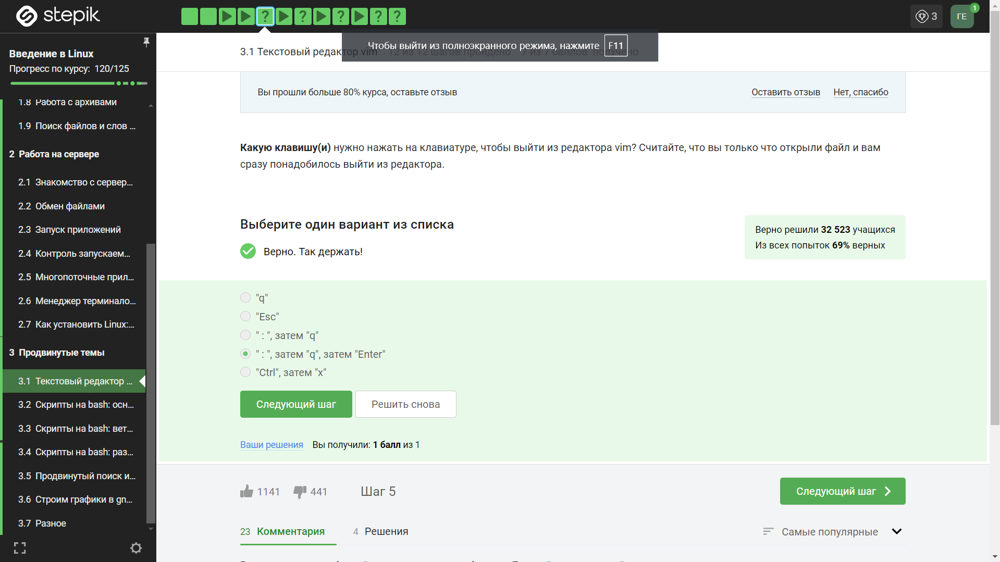 stepik
3
ГЕ
1
Введение в Linux
Прогресс по курсу: 120/125
1.8 Работа с архивами
1.9 Поиск файлов и слов ...
2 Работа на сервере
2.1 Знакомство с сервер...
2.2 Обмен файлами
2.3 Запуск приложений
2.4 Контроль запускаем...
2.5 Многопоточные прил...
2.6 Менеджер терминало...
2.7 Как установить Linux:...
3 Продвинутые темы
3.1 Текстовый редактор ...
3.2 Скрипты на bash: осн...
3.3 Скрипты на bash: вет...
3.4 Скрипты на bash: раз...
3.5 Продвинутый поиск и...
3.6 Строим графики в gn...
3.7 Разное
3.1 Текстовый редактор vim 12 из 12 шагов пройдено 7 из 7 баллов получено
Чтобы выйти из полноэкранного режима, нажмите F11
Вы прошли больше 80% курса, оставьте отзыв
Оставить отзыв Нет, спасибо
Какую клавишу(и) нужно нажать на клавиатуре, чтобы выйти из редактора vim? Считайте, что вы только что открыли файл и вам
сразу понадобилось выйти из редактора.
Выберите один вариант из списка
Верно. Так держать!
Верно решили 32 523 учащихся
Из всех попыток 69% верных
"q"
"Esc"
" : ", затем "q"
" : ", затем "q", затем "Enter"
"Ctrl", затем "x"
Следующий шаг Решить снова
Ваши решения Вы получили: 1 балл из 1
1141 441 Шаг 5
Следующий шаг
23 Комментария 4 Решения
Самые популярные